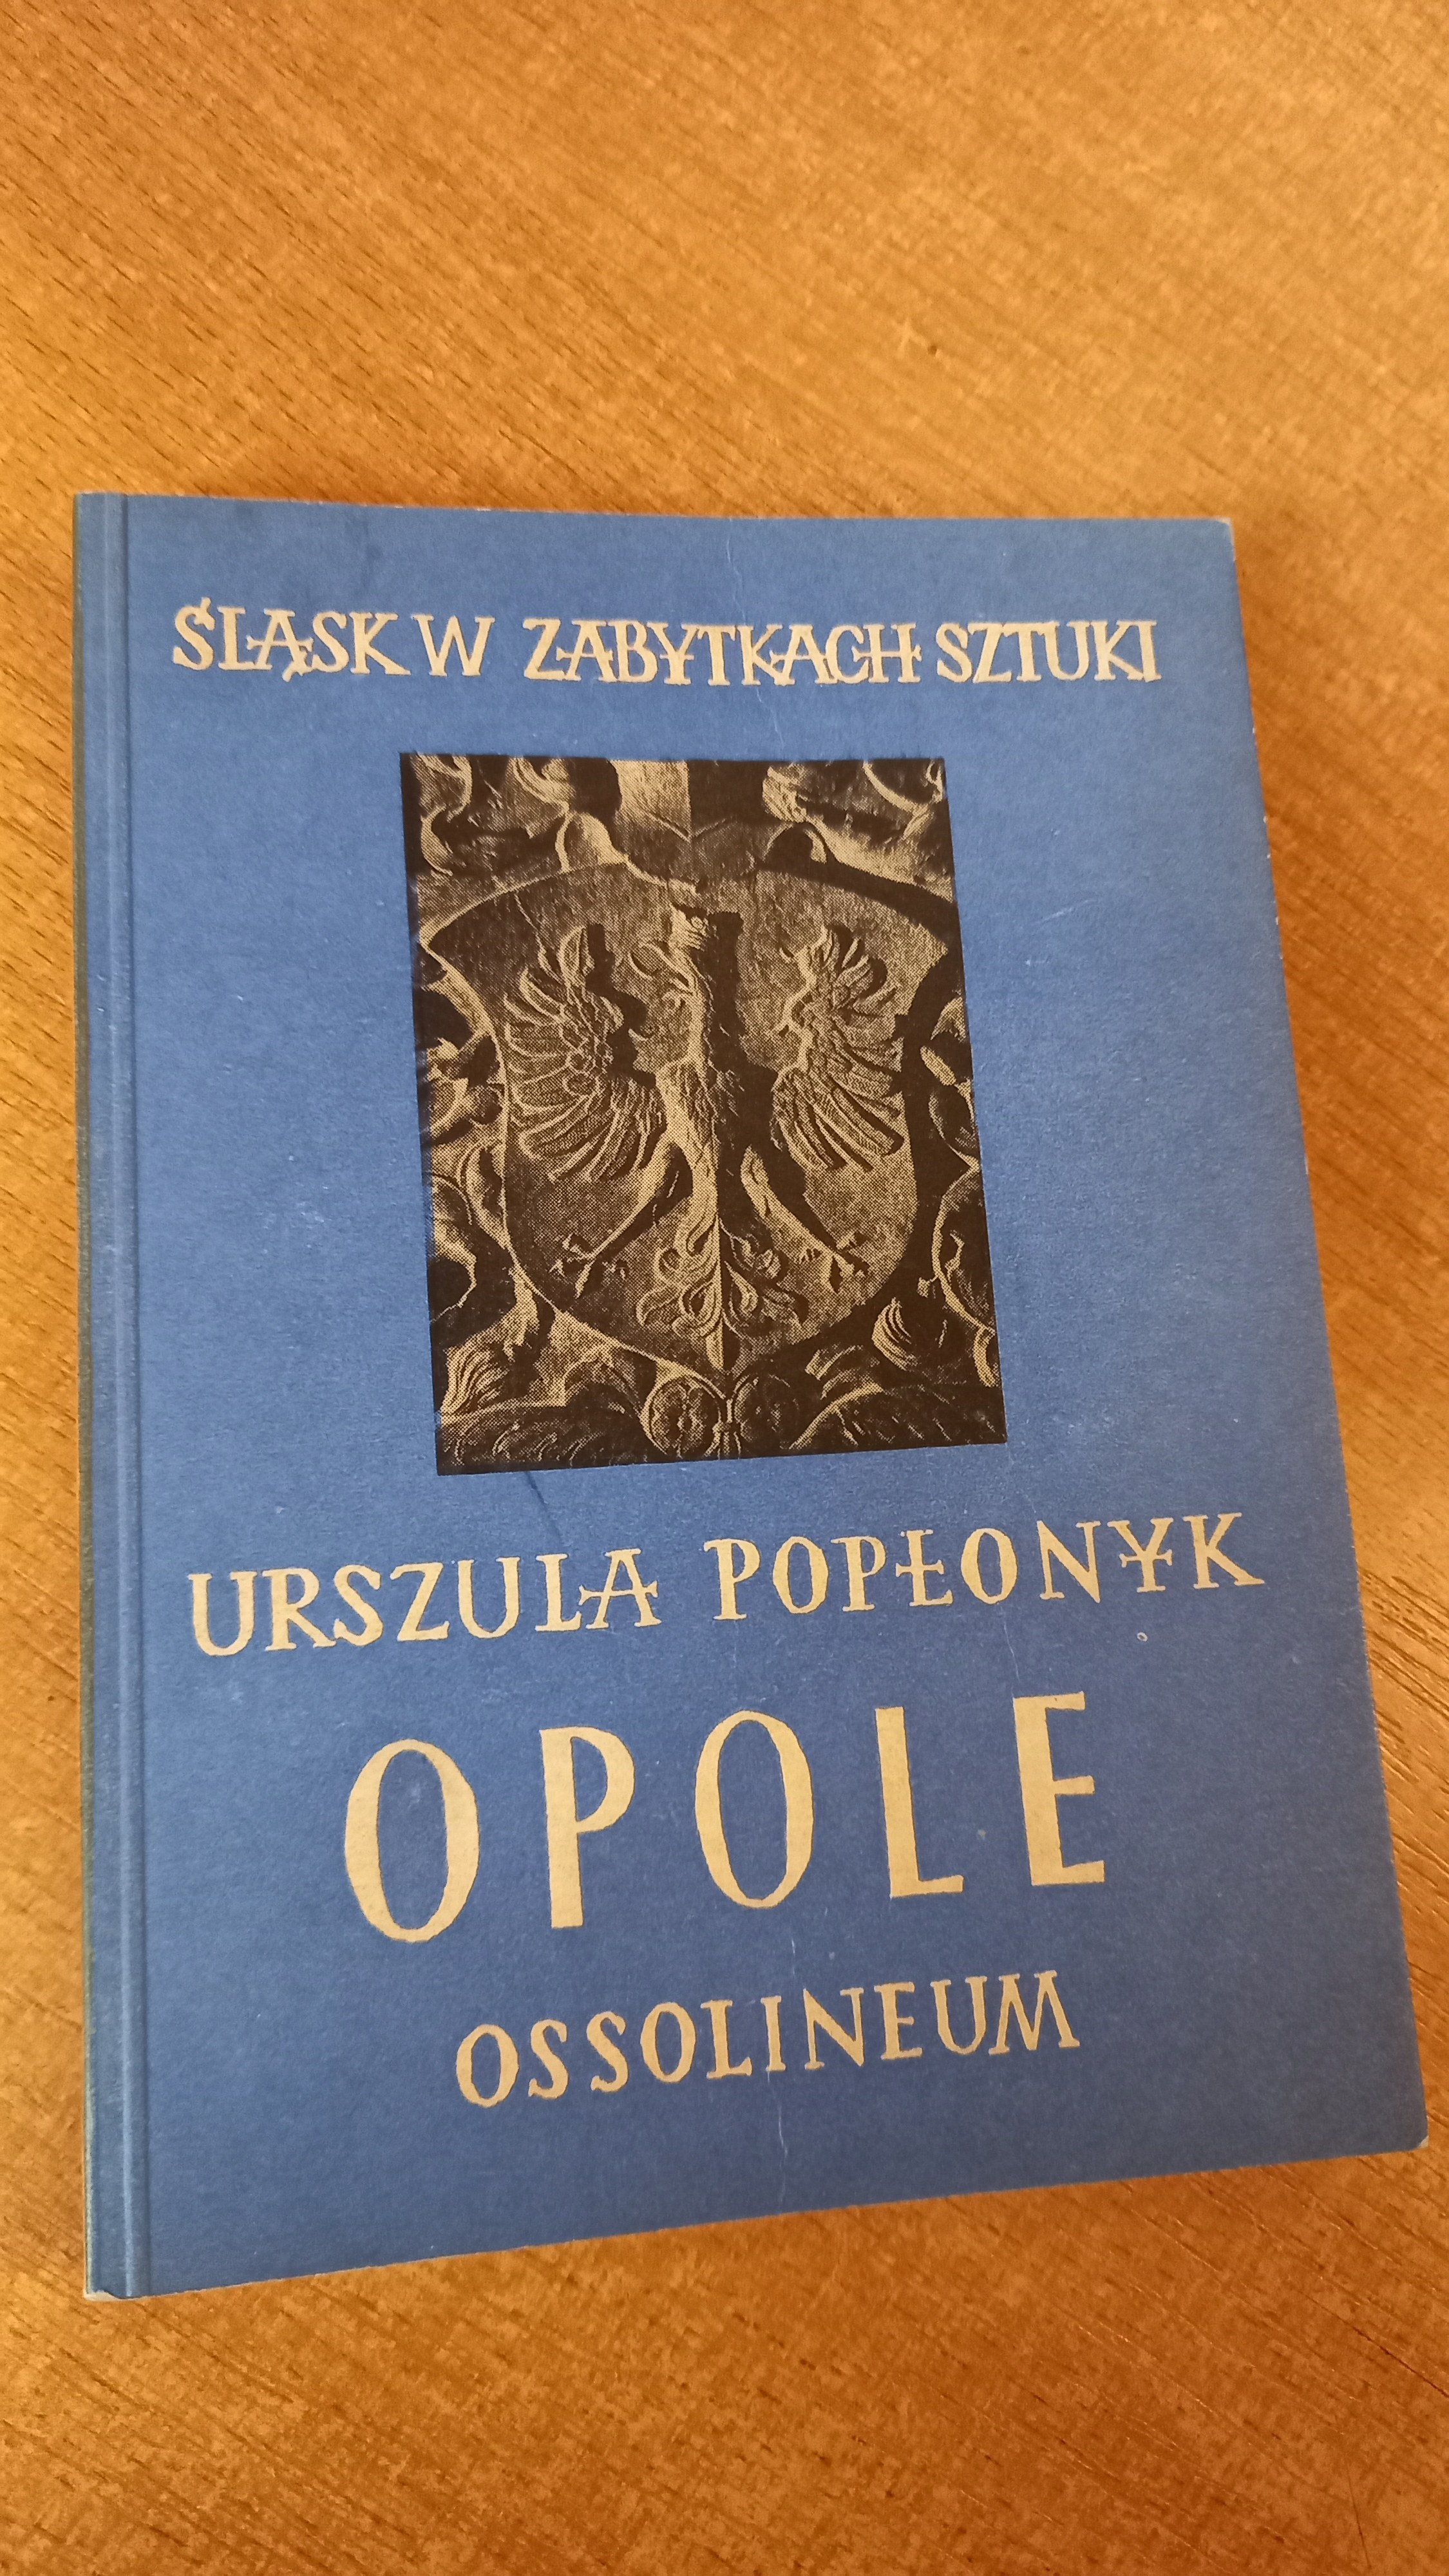 ŚLĄSK W ZABYTKACH SZTUKI
URSZULA POPŁONYK
OPOLE
OSSOLINEUM